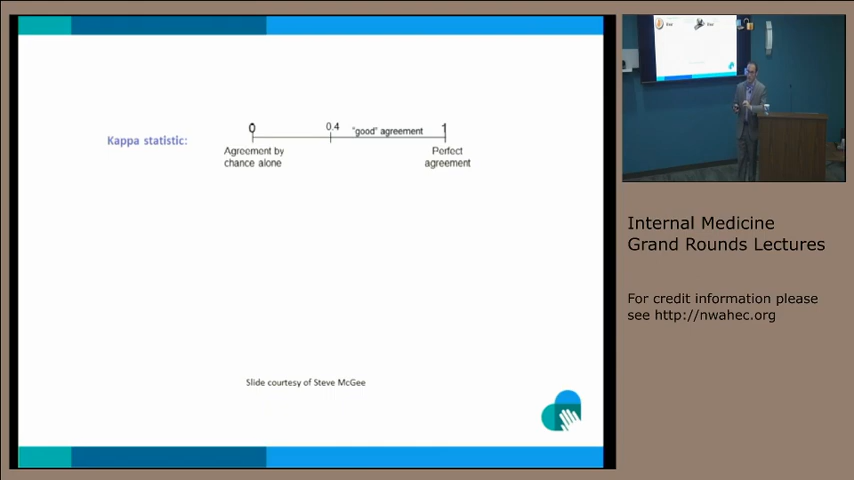 Kappa statistic:
0
0.4
"good" agreement
1
Agreement by
chance alone
Perfect
agreement
Slide courtesy of Steve McGee
Internal Medicine
Grand Rounds Lectures
For credit information please
see http://nwahec.org